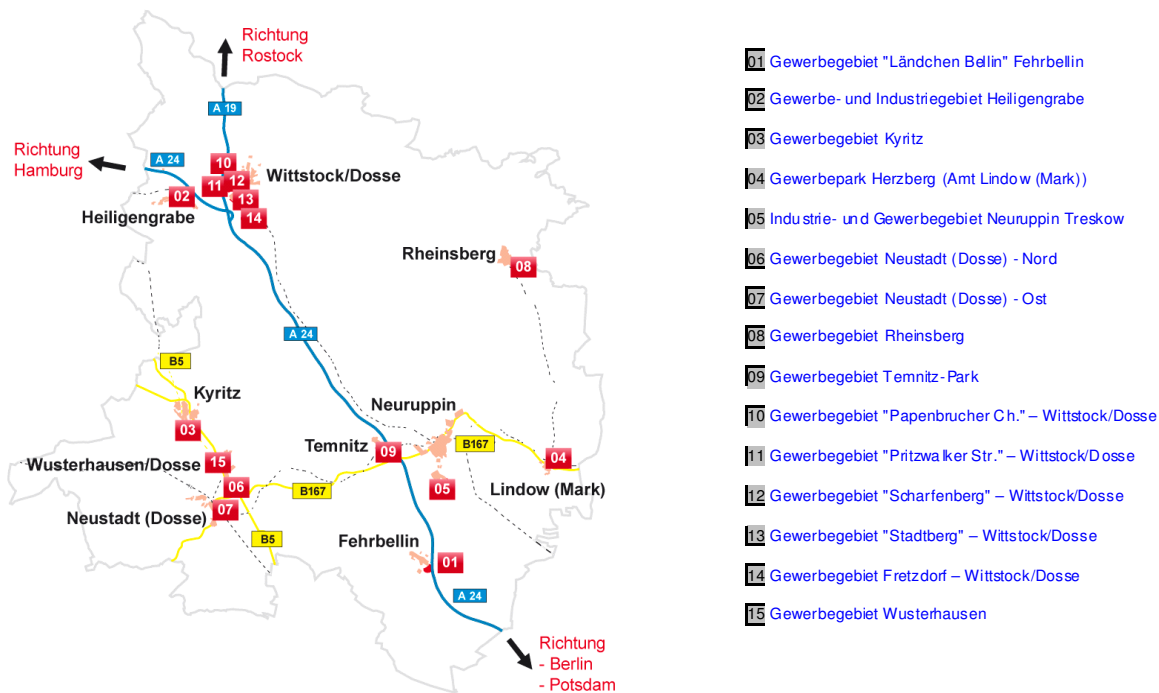 Richtung
Rostock
A 19
Richtung
Hamburg
A 24
10
12
11
Wittstock/Dosse
02
13
Heiligengrabe
14
Rheinsberg
08
A 24
B5
Kyritz
03
Neuruppin
Temnitz
09
B167
04
Wusterhausen/Dosse
15
05
Lindow (Mark)
06
B167
07
Neustadt (Dosse)
B5
Fehrbellin
01
A 24
Richtung
- Berlin
- Potsdam
01 Gewerbegebiet "Ländchen Bellin" Fehrbellin
02 Gewerbe- und Industriegebiet Heiligengrabe
03 Gewerbegebiet Kyritz
04 Gewerbepark Herzberg (Amt Lindow (Mark))
05 Industrie- und Gewerbegebiet Neuruppin Treskow
06 Gewerbegebiet Neustadt (Dosse) - Nord
07 Gewerbegebiet Neustadt (Dosse) - Ost
08 Gewerbegebiet Rheinsberg
09 Gewerbegebiet Temnitz-Park
10 Gewerbegebiet "Papenbrucher Ch." – Wittstock/Dosse
11 Gewerbegebiet "Pritzwalker Str." – Wittstock/Dosse
12 Gewerbegebiet "Scharfenberg" – Wittstock/Dosse
13 Gewerbegebiet "Stadtberg" – Wittstock/Dosse
14 Gewerbegebiet Fretzdorf – Wittstock/Dosse
15 Gewerbegebiet Wusterhausen